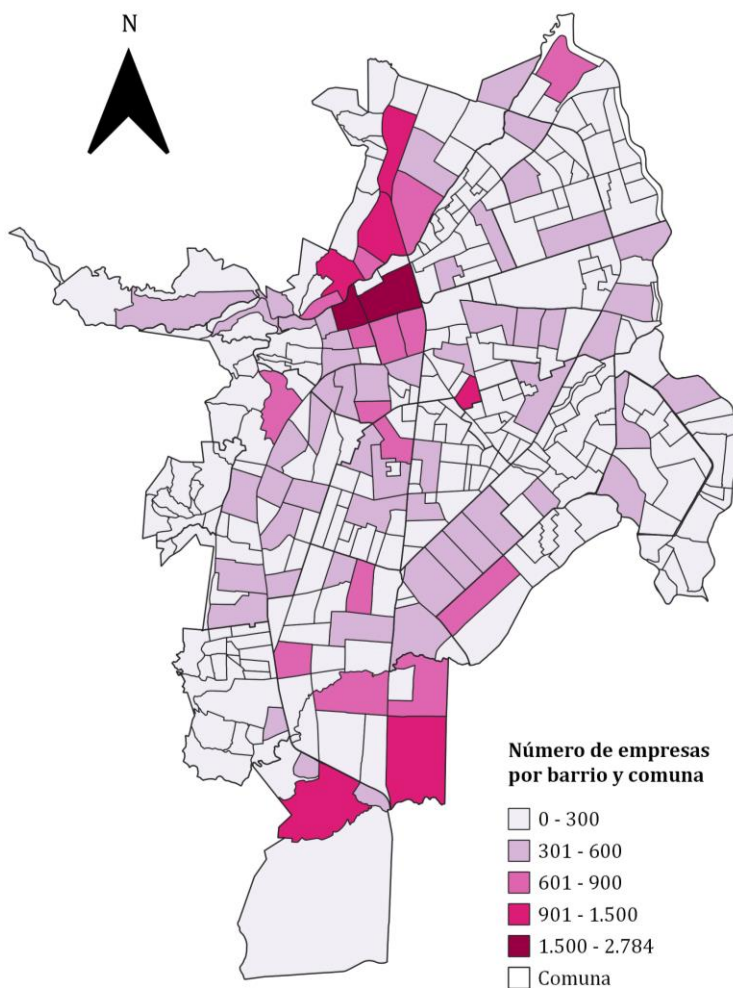 N
Número de empresas
por barrio y comuna
0 - 300
301 - 600
601 - 900
901 - 1.500
1.500 - 2.784
Comuna